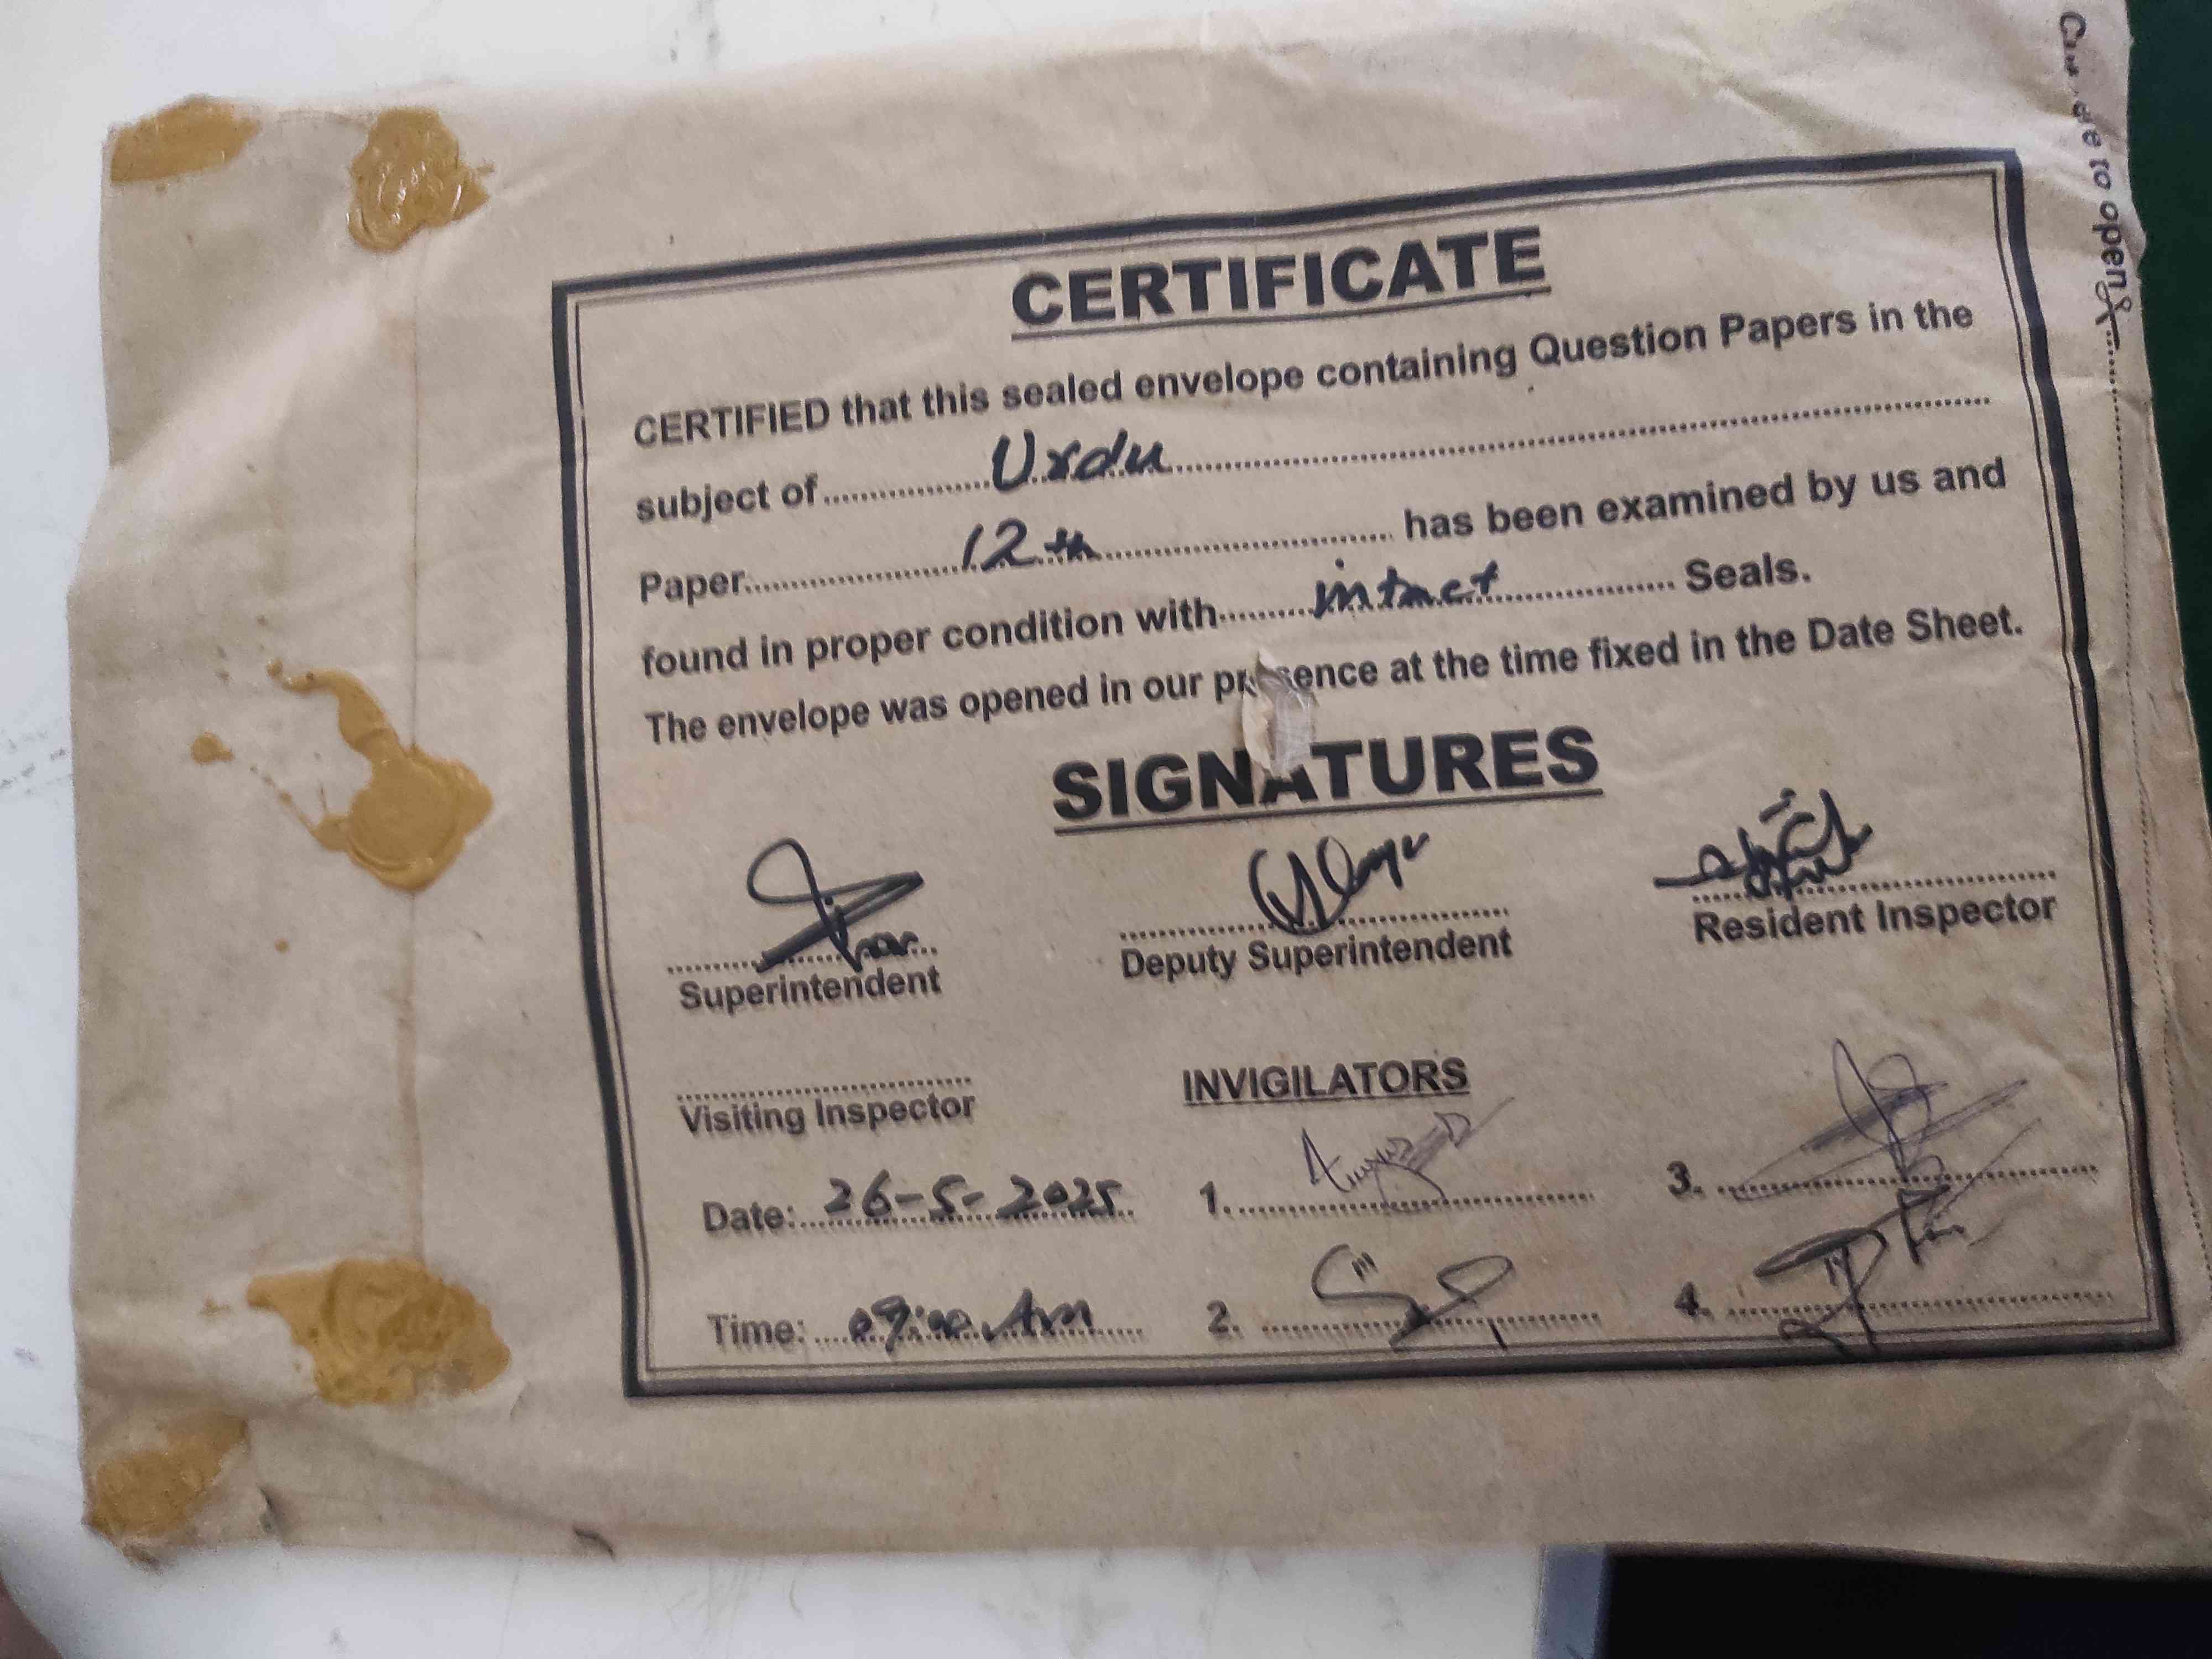 CERTIFICATE
CERTIFIED that this sealed envelope containing Question Papers in the
subject of Urdu
Paper 12th has been examined by us and
found in proper condition with intact Seals.
The envelope was opened in our presence at the time fixed in the Date Sheet.
SIGNATURES
Superintendent
Deputy Superintendent
Resident Inspector
Visiting Inspector
INVIGILATORS
Date: 26-5-2025
1.
3.
Time: 09:00 Am
2.
4.
to open